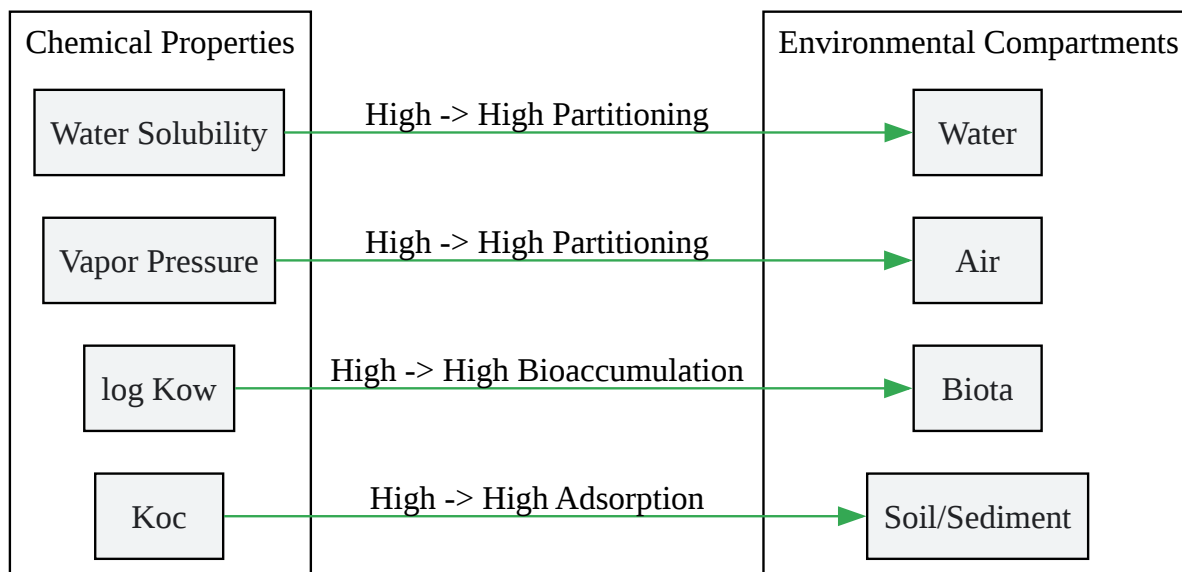 Chemical Properties
Environmental Compartments
Water Solubility
High -> High Partitioning
Water
Vapor Pressure
High -> High Partitioning
Air
log Kow
High -> High Bioaccumulation
Biota
Koc
High -> High Adsorption
Soil/Sediment